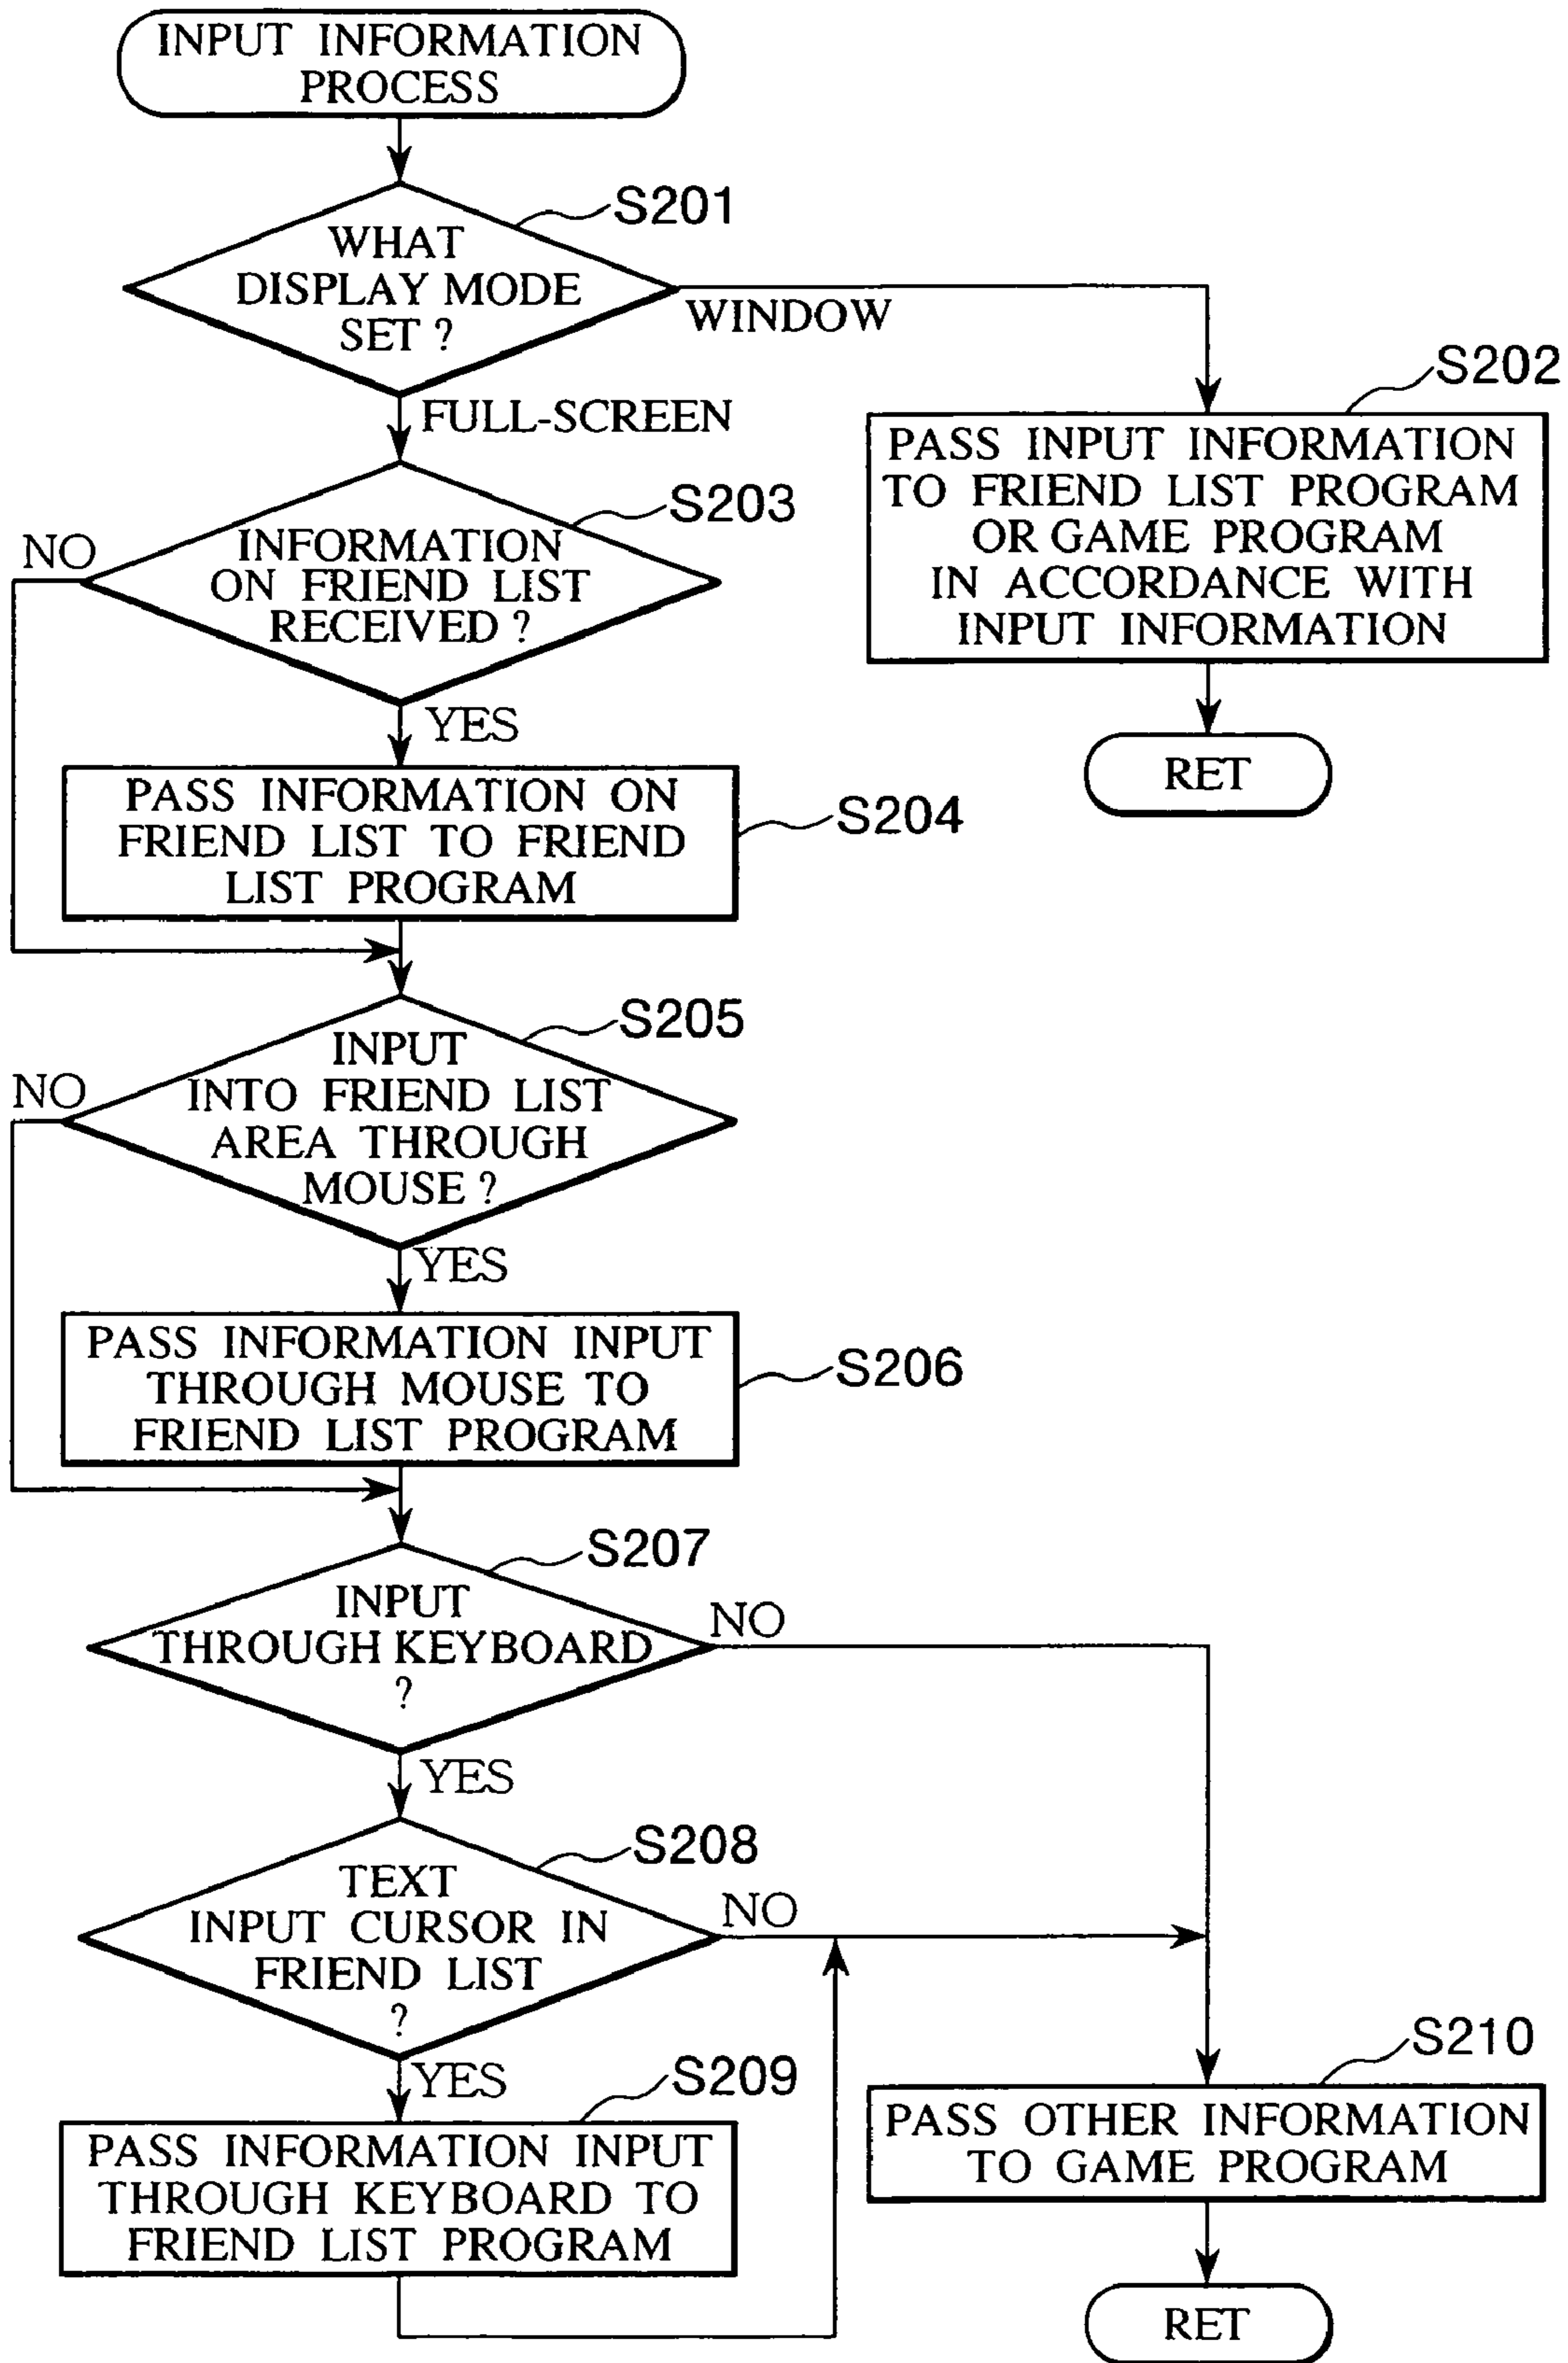 INPUT INFORMATION
PROCESS
S201
WHAT
DISPLAY MODE
SET ?
WINDOW
FULL-SCREEN
S202
PASS INPUT INFORMATION
TO FRIEND LIST PROGRAM
OR GAME PROGRAM
IN ACCORDANCE WITH
INPUT INFORMATION
RET
S203
NO
INFORMATION
ON FRIEND LIST
RECEIVED ?
YES
PASS INFORMATION ON
FRIEND LIST TO FRIEND
LIST PROGRAM
S204
S205
NO
INPUT
INTO FRIEND LIST
AREA THROUGH
MOUSE ?
YES
PASS INFORMATION INPUT
THROUGH MOUSE TO
FRIEND LIST PROGRAM
S206
S207
INPUT
THROUGH KEYBOARD
?
NO
YES
S208
TEXT
INPUT CURSOR IN
FRIEND LIST
?
NO
YES
S209
PASS INFORMATION INPUT
THROUGH KEYBOARD TO
FRIEND LIST PROGRAM
S210
PASS OTHER INFORMATION
TO GAME PROGRAM
RET